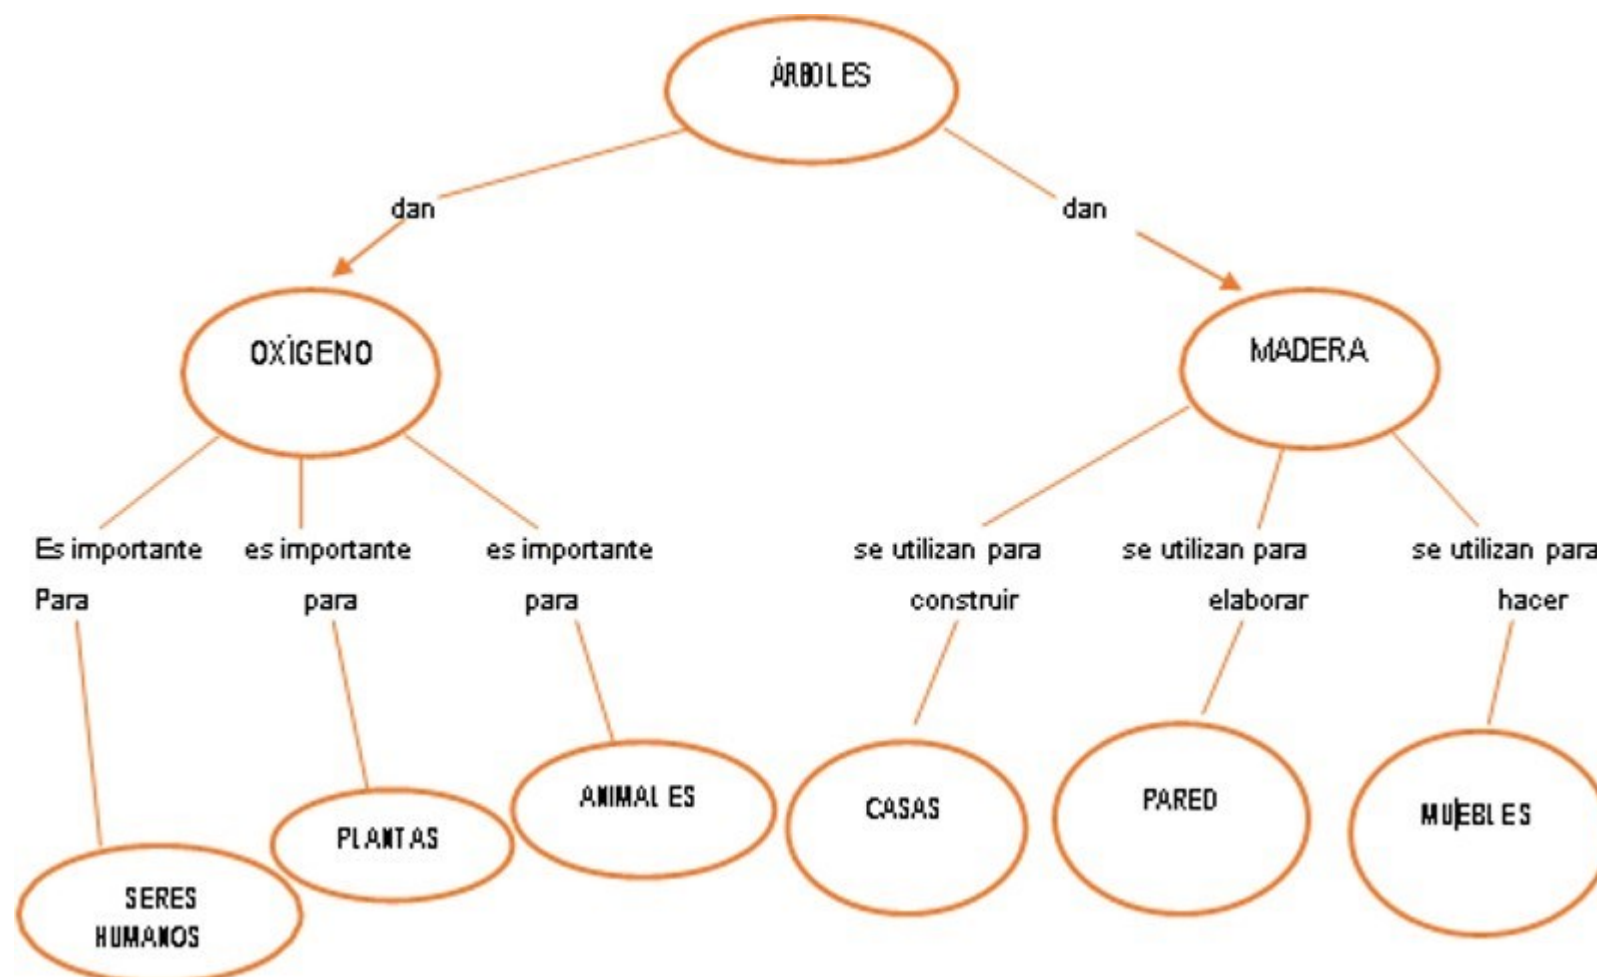 ÁRBOLES
dan
dan
OXÍGENO
MADERA
Es importante
Para
es importante
para
es importante
para
se utilizan para
construir
se utilizan para
elaborar
se utilizan para
hacer
SERES
HUMANOS
PLANTAS
ANIMALES
CASAS
PARED
MUEBLES